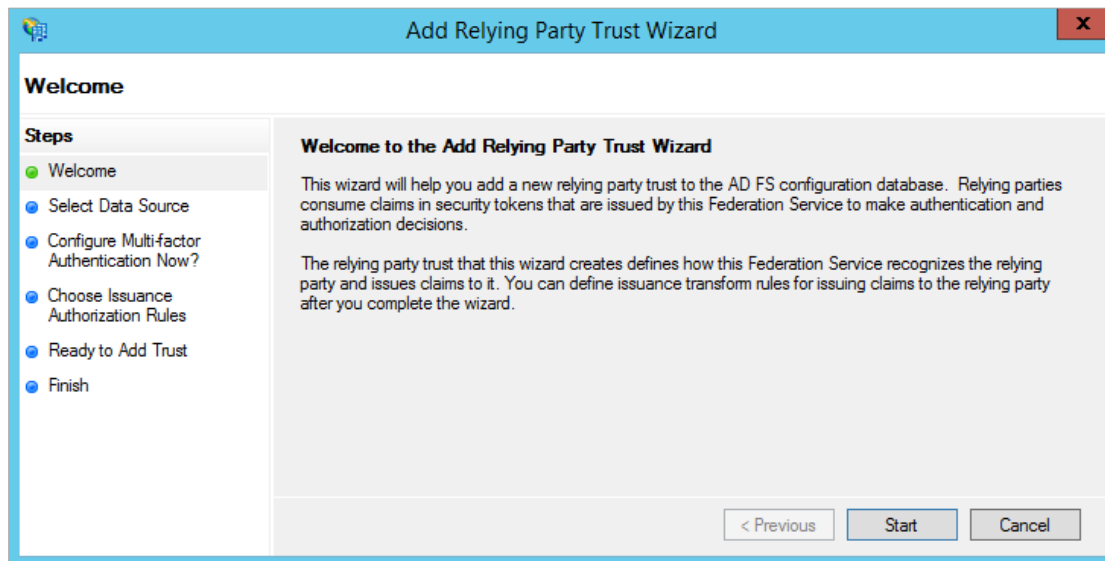 Add Relying Party Trust Wizard
x
Welcome
Steps
Welcome
Select Data Source
Configure Multi-factor
Authentication Now?
Choose Issuance
Authorization Rules
Ready to Add Trust
Finish
Welcome to the Add Relying Party Trust Wizard
This wizard will help you add a new relying party trust to the AD FS configuration database. Relying parties
consume claims in security tokens that are issued by this Federation Service to make authentication and
authorization decisions.
The relying party trust that this wizard creates defines how this Federation Service recognizes the relying
party and issues claims to it. You can define issuance transform rules for issuing claims to the relying party
after you complete the wizard.
< Previous
Start
Cancel